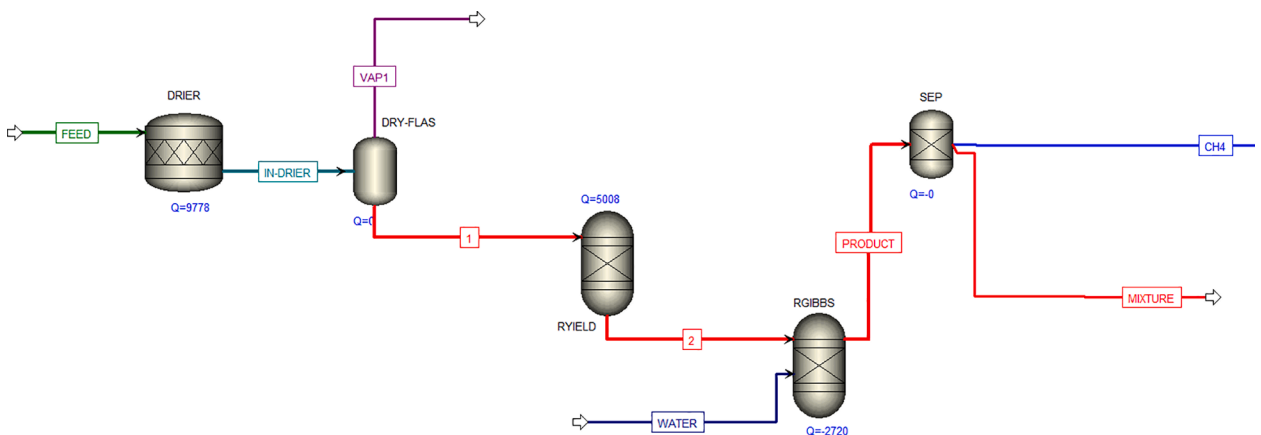 DRIER
FEED
Q=9778
IN-DRIER
VAP1
DRY-FLAS
Q=0
1
Q=5008
RYIELD
2
WATER
RGIBBS
Q=-2720
PRODUCT
SEP
Q=-0
CH4
MIXTURE